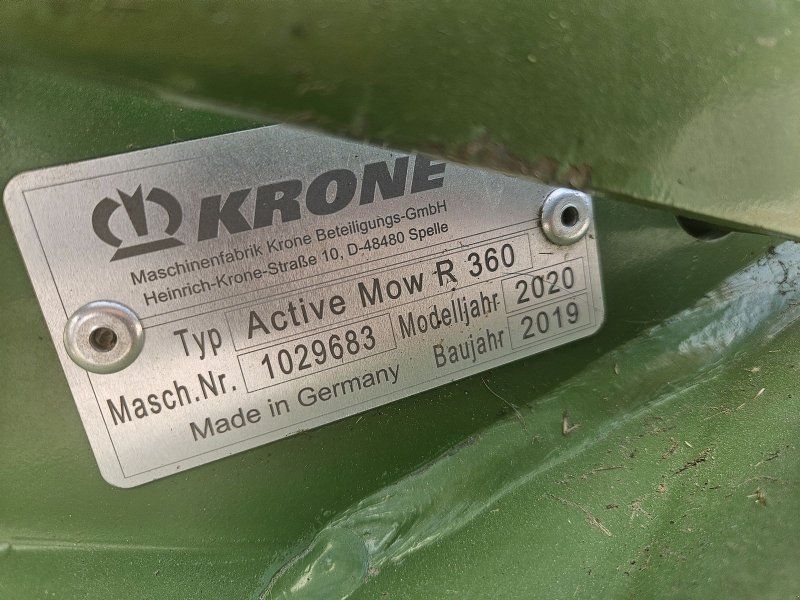 KRONE
Maschinenfabrik Krone Beteiligungs-GmbH
Heinrich-Krone-Straße 10, D-48480 Spelle
Typ Active Mow R 360
Masch.Nr. 1029683 Modelljahr 2020
Made in Germany Baujahr 2019